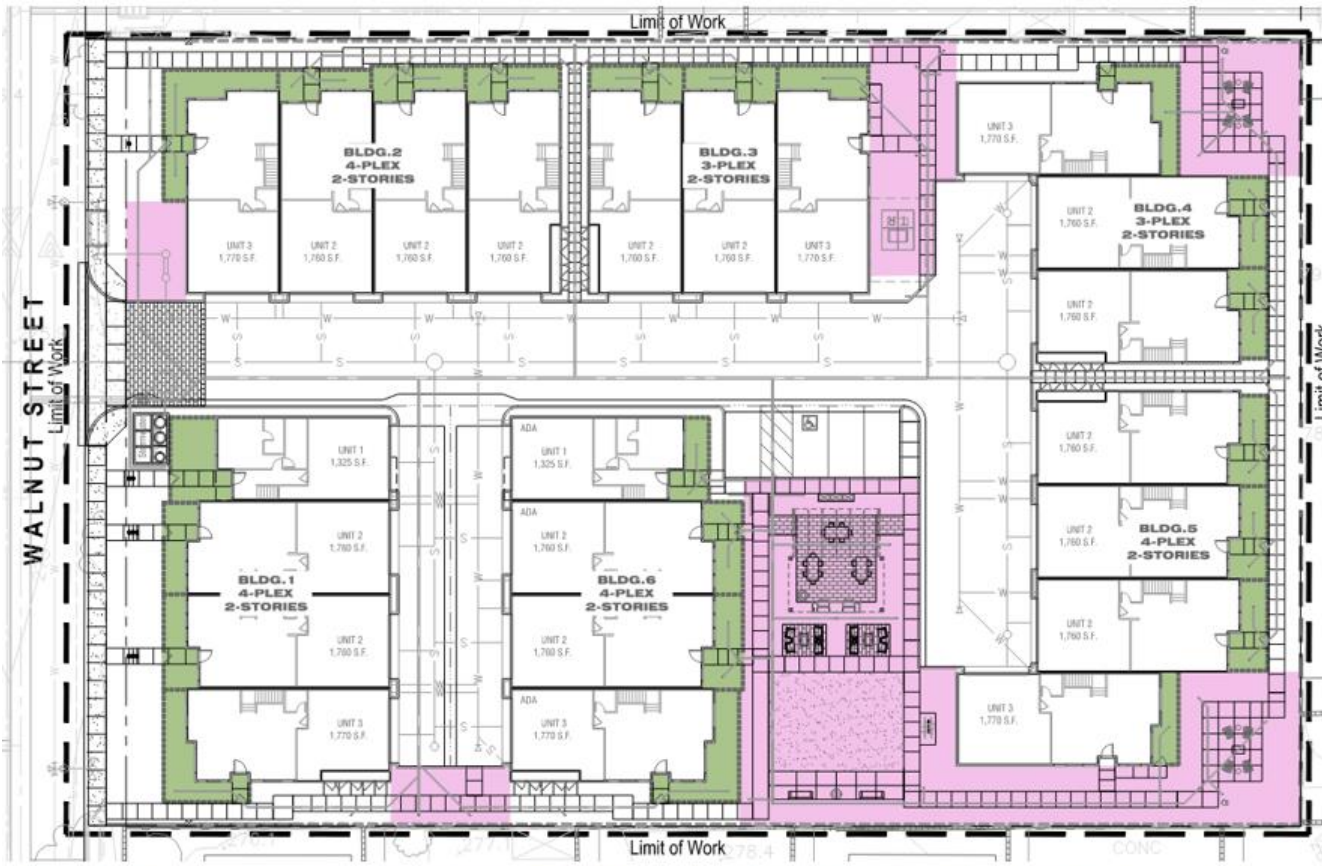 Limit of Work
WALNUT STREET
Limit of Work
BLDG.2
4-PLEX
2-STORIES
UNIT 3
1,770 S.F.
UNIT 2
1,760 S.F.
UNIT 2
1,760 S.F.
UNIT 2
1,760 S.F.
BLDG.3
3-PLEX
2-STORIES
UNIT 2
1,760 S.F.
UNIT 2
1,760 S.F.
UNIT 3
1,770 S.F.
UNIT 3
1,770 S.F.
BLDG.4
3-PLEX
2-STORIES
UNIT 2
1,760 S.F.
UNIT 2
1,760 S.F.
UNIT 2
1,760 S.F.
BLDG.5
4-PLEX
2-STORIES
UNIT 2
1,760 S.F.
UNIT 2
1,760 S.F.
UNIT 3
1,770 S.F.
Limit of Work
UNIT 1
1,325 S.F.
BLDG.1
4-PLEX
2-STORIES
UNIT 2
1,760 S.F.
UNIT 2
1,760 S.F.
UNIT 3
1,770 S.F.
ADA
UNIT 1
1,325 S.F.
ADA
UNIT 2
1,760 S.F.
BLDG.6
4-PLEX
2-STORIES
UNIT 2
1,760 S.F.
ADA
UNIT 3
1,770 S.F.
Limit of Work
277.1
278.4
CONC